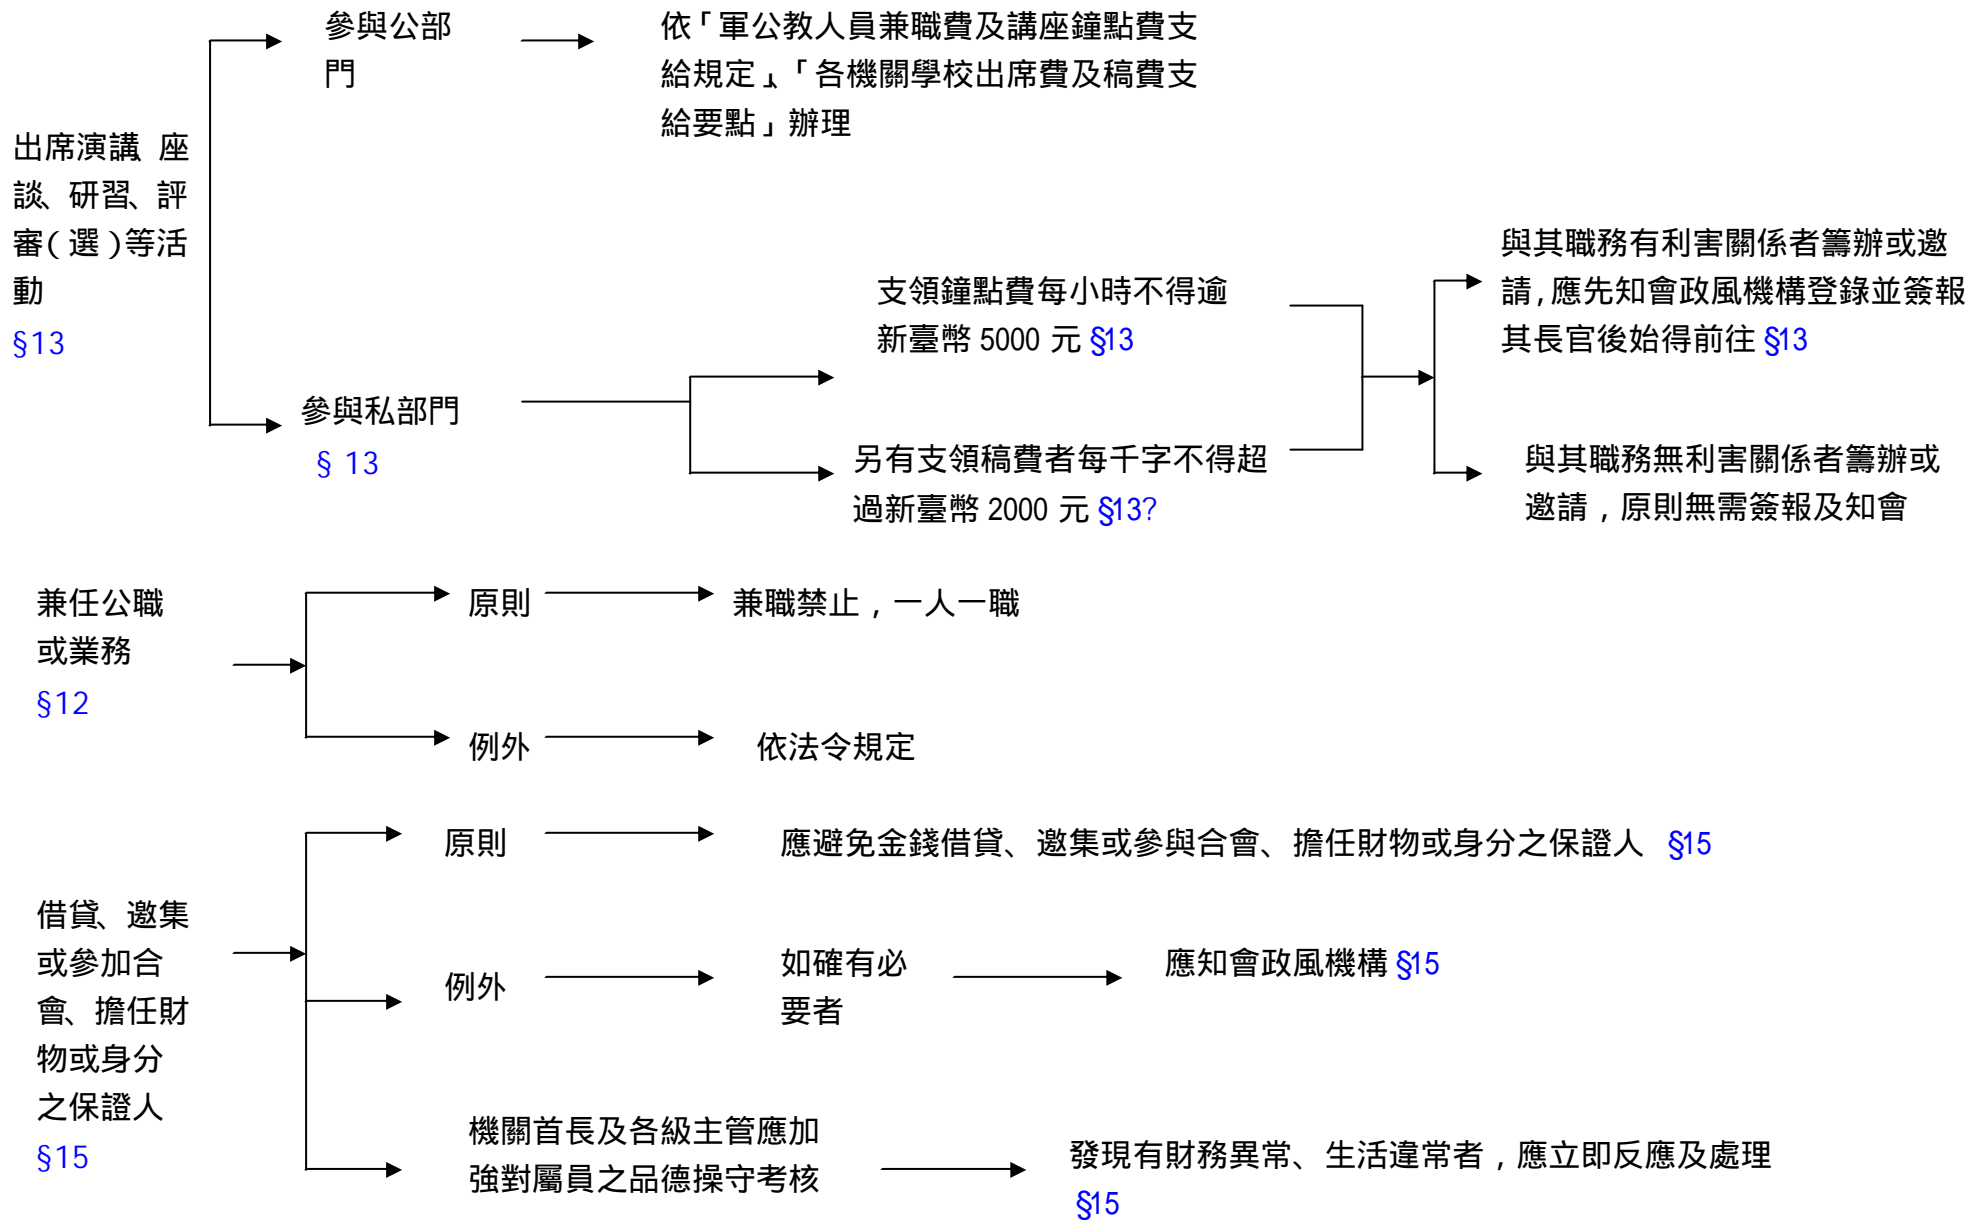 參與公部
門
依「軍公教人員兼職費及講座鐘點費支
給規定」、「各機關學校出席費及稿費支
給要點」辦理
出席演講、座
談、研習、評
審(選)等活
動
§13
參與私部門
§ 13
支領鐘點費每小時不得逾
新臺幣 5000 元 §13
另有支領稿費者每千字不得超
過新臺幣 2000 元 §13?
與其職務有利害關係者籌辦或邀
請,應先知會政風機構登錄並簽報
其長官後始得前往 §13
與其職務無利害關係者籌辦或
邀請,原則無需簽報及知會
兼任公職
或業務
§12
原則
兼職禁止,一人一職
例外
依法令規定
借貸、邀集
或參加合
會、擔任財
物或身分
之保證人
§15
原則
應避免金錢借貸、邀集或參與合會、擔任財物或身分之保證人 §15
例外
如確有必
要者
應知會政風機構 §15
機關首長及各級主管應加
強對屬員之品德操守考核
發現有財務異常、生活違常者,應立即反應及處理
§15